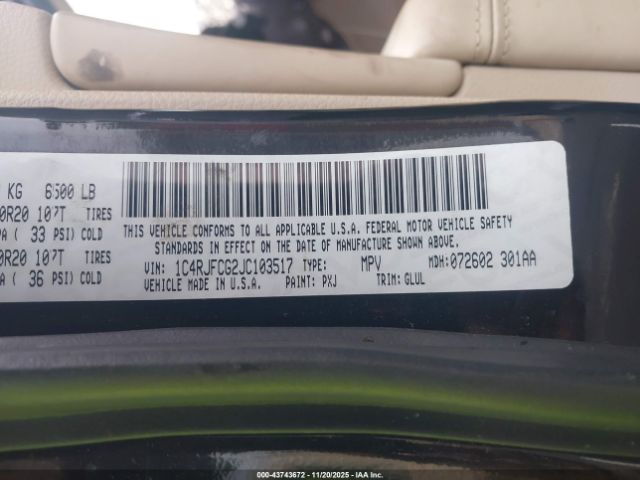 KG 6500 LB
0R20 107T TIRES
PA ( 33 PSI) COLD
0R20 107T TIRES
A ( 36 PSI) COLD
THIS VEHICLE CONFORMS TO ALL APPLICABLE U.S.A. FEDERAL MOTOR VEHICLE SAFETY
STANDARDS IN EFFECT ON THE DATE OF MANUFACTURE SHOWN ABOVE.
VIN: 1C4RJFCG2JC103517 TYPE: MPV MDH: 072602 301AA
VEHICLE MADE IN U.S.A. PAINT: PXJ TRIM: GLUL
000-43743672 - 11/20/2025 - IAA Inc.